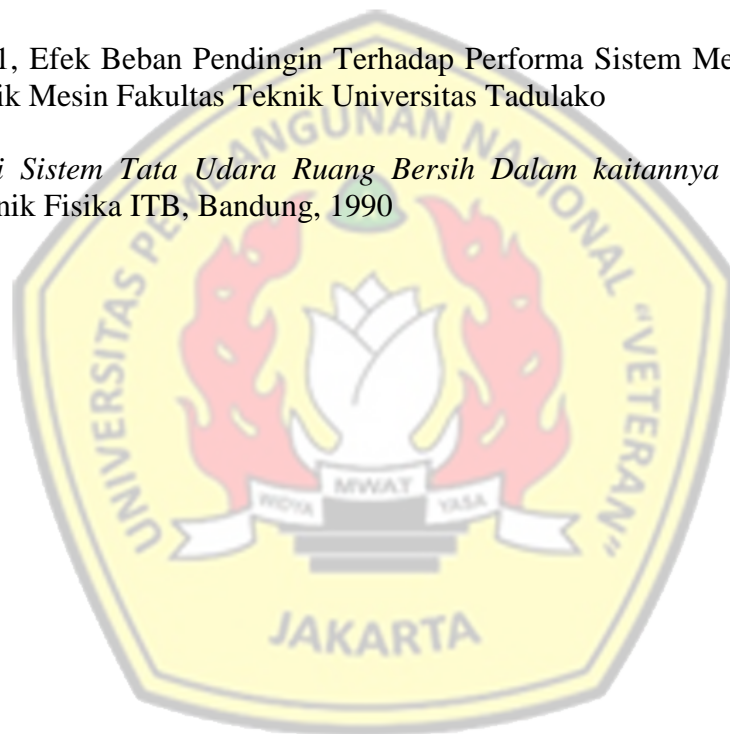 1, Efek Beban Pendingin Terhadap Performa Sistem Me
ik Mesin Fakultas Teknik Universitas Tadulako
i Sistem Tata Udara Ruang Bersih Dalam kaitannya
nik Fisika ITB, Bandung, 1990
UNIVERSITAS PEMBANGUNAN NASIONAL "VETERAN"
WIDYA MWAT YASA
JAKARTA